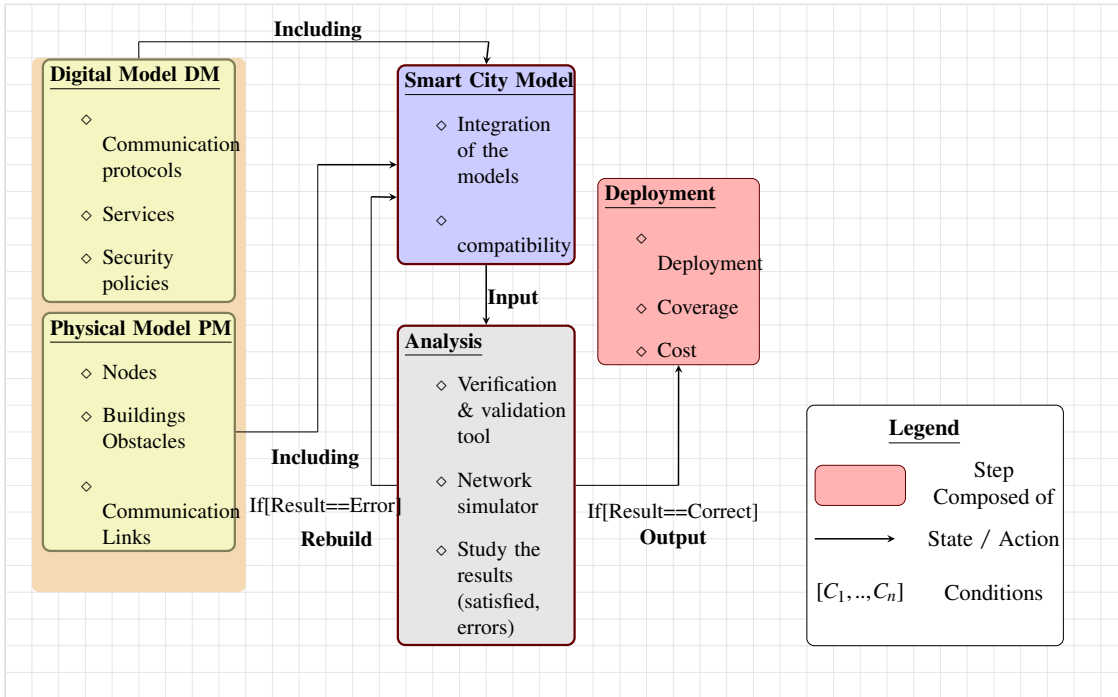 Including
Digital Model DM
◇ Communication
protocols
◇ Services
◇ Security
policies
Physical Model PM
◇ Nodes
◇ Buildings
Obstacles
◇ Communication
Links
Smart City Model
◇ Integration
of the
models
◇ compatibility
Input
Including
If[Result==Error]
Rebuild
Analysis
◇ Verification
& validation
tool
◇ Network
simulator
◇ Study the
results
(satisfied,
errors)
If[Result==Correct]
Output
Deployment
◇ Deployment
◇ Coverage
◇ Cost
Legend
Step
Composed of
State / Action
[C₁,..,Cₙ] Conditions